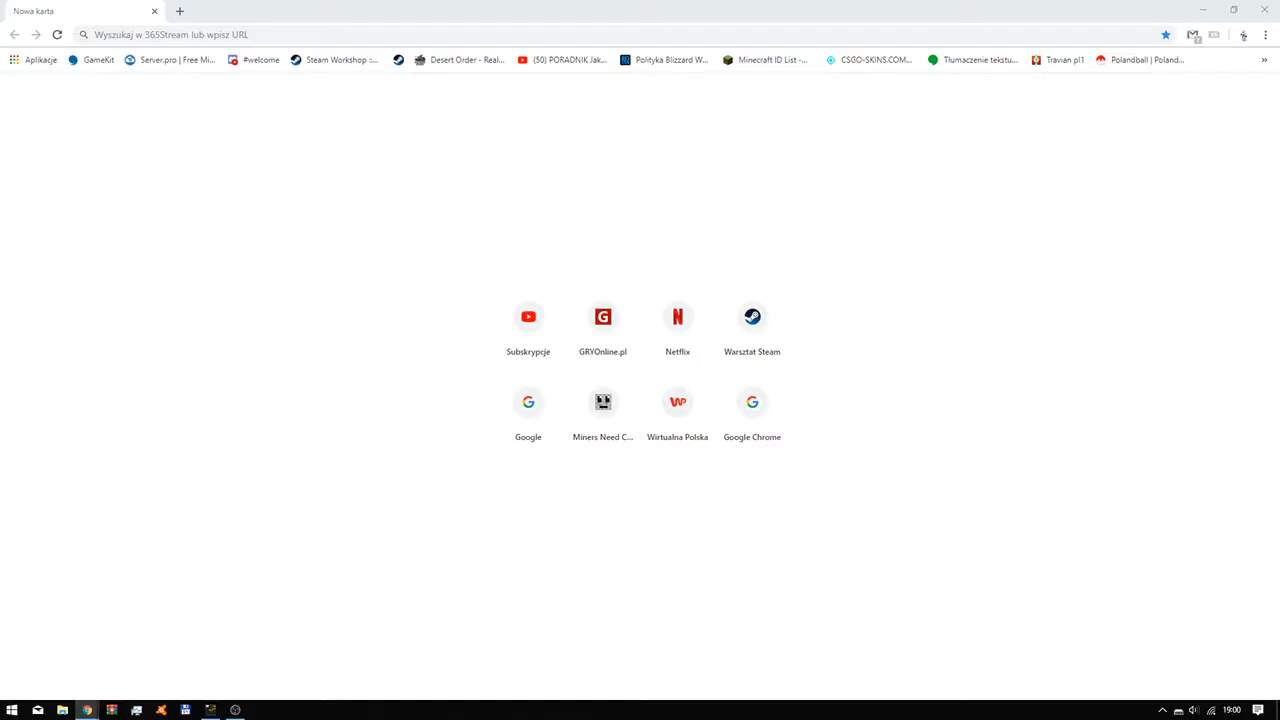 Nowa karta
Wyszukaj w 365Stream lub wpisz URL
Aplikacje GameKit Server.pro | Free Mi... #welcome Steam Workshop ::... Desert Order - Real... (50) PORADNIK Jak... Polityka Blizzard W... Minecraft ID List -... CSGO-SKINS.COM... Tłumaczenie tekstu... Travian pl1 Polandball | Poland... »
Subskrypcje GRYOnline.pl Netflix Warsztat Steam
Google Miners Need C... Wirtualna Polska Google Chrome
19:00